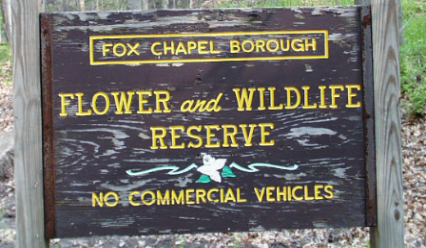 FOX CHAPEL BOROUGH
FLOWER and WILDLIFE
RESERVE
NO COMMERCIAL VEHICLES